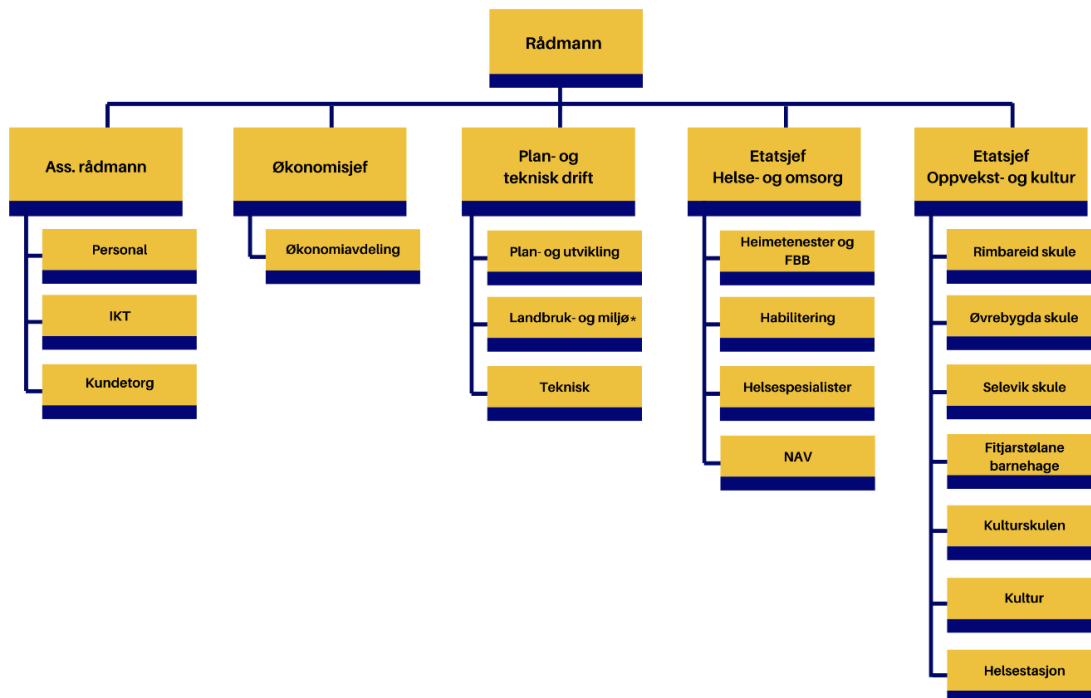 Rådmann
Ass. rådmann
Økonomisjef
Plan- og
teknisk drift
Etatsjef
Helse- og omsorg
Etatsjef
Oppvekst- og kultur
Personal
IKT
Kundetorg
Økonomiavdeling
Plan- og utvikling
Landbruk- og miljø*
Teknisk
Heimetenester og
FBB
Habilitering
Helsespesialister
NAV
Rimbareid skule
Øvrebygda skule
Selevik skule
Fitjarstølane
barnehage
Kulturskulen
Kultur
Helsestasjon